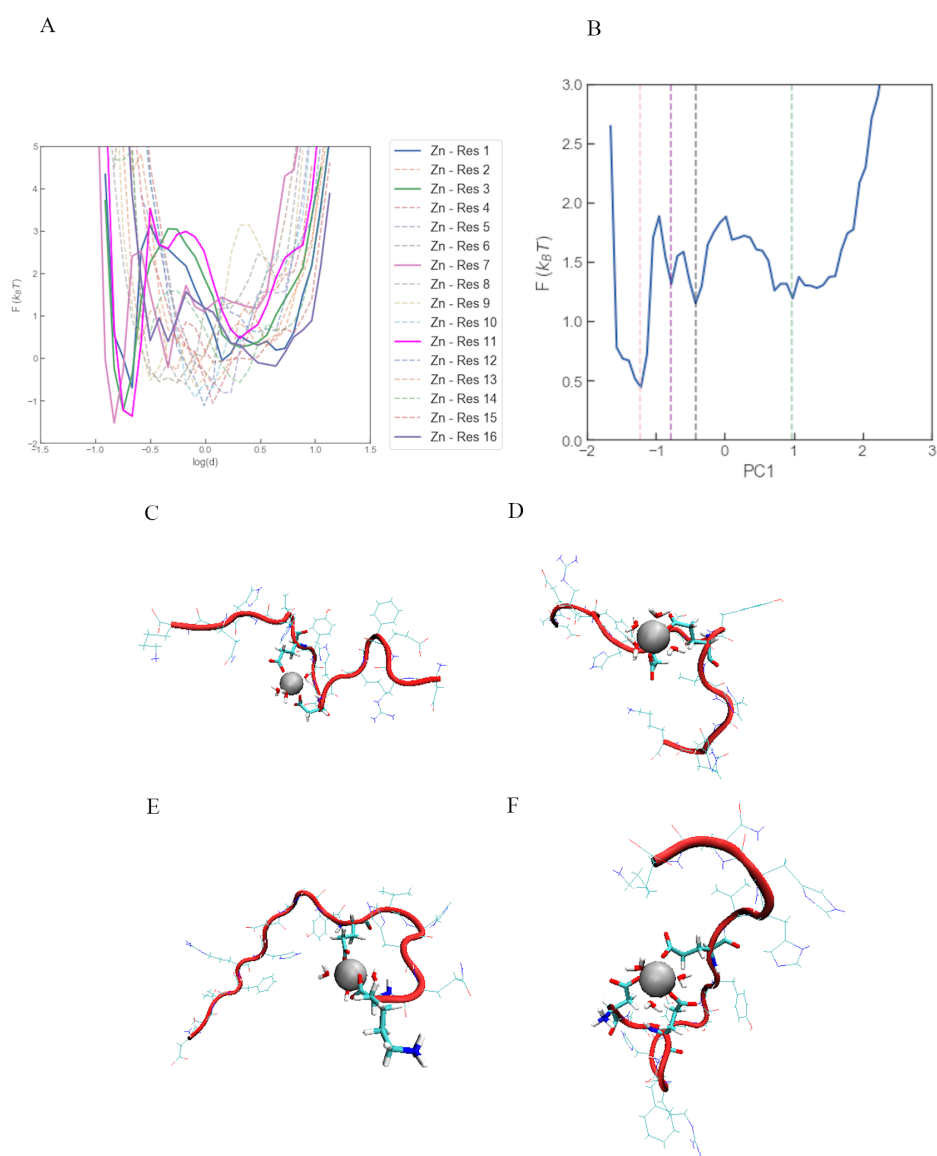 A
B
5
4
3
2
1
0
−1
−2
−1.5
−1.0
−0.5
0.0
0.5
1.0
1.5
F (k_BT)
log(d)
Zn - Res 1
Zn - Res 2
Zn - Res 3
Zn - Res 4
Zn - Res 5
Zn - Res 6
Zn - Res 7
Zn - Res 8
Zn - Res 9
Zn - Res 10
Zn - Res 11
Zn - Res 12
Zn - Res 13
Zn - Res 14
Zn - Res 15
Zn - Res 16
3.0
2.5
2.0
1.5
1.0
0.5
0.0
−2
−1
0
1
2
3
F (k_BT)
PC1
C
D
E
F